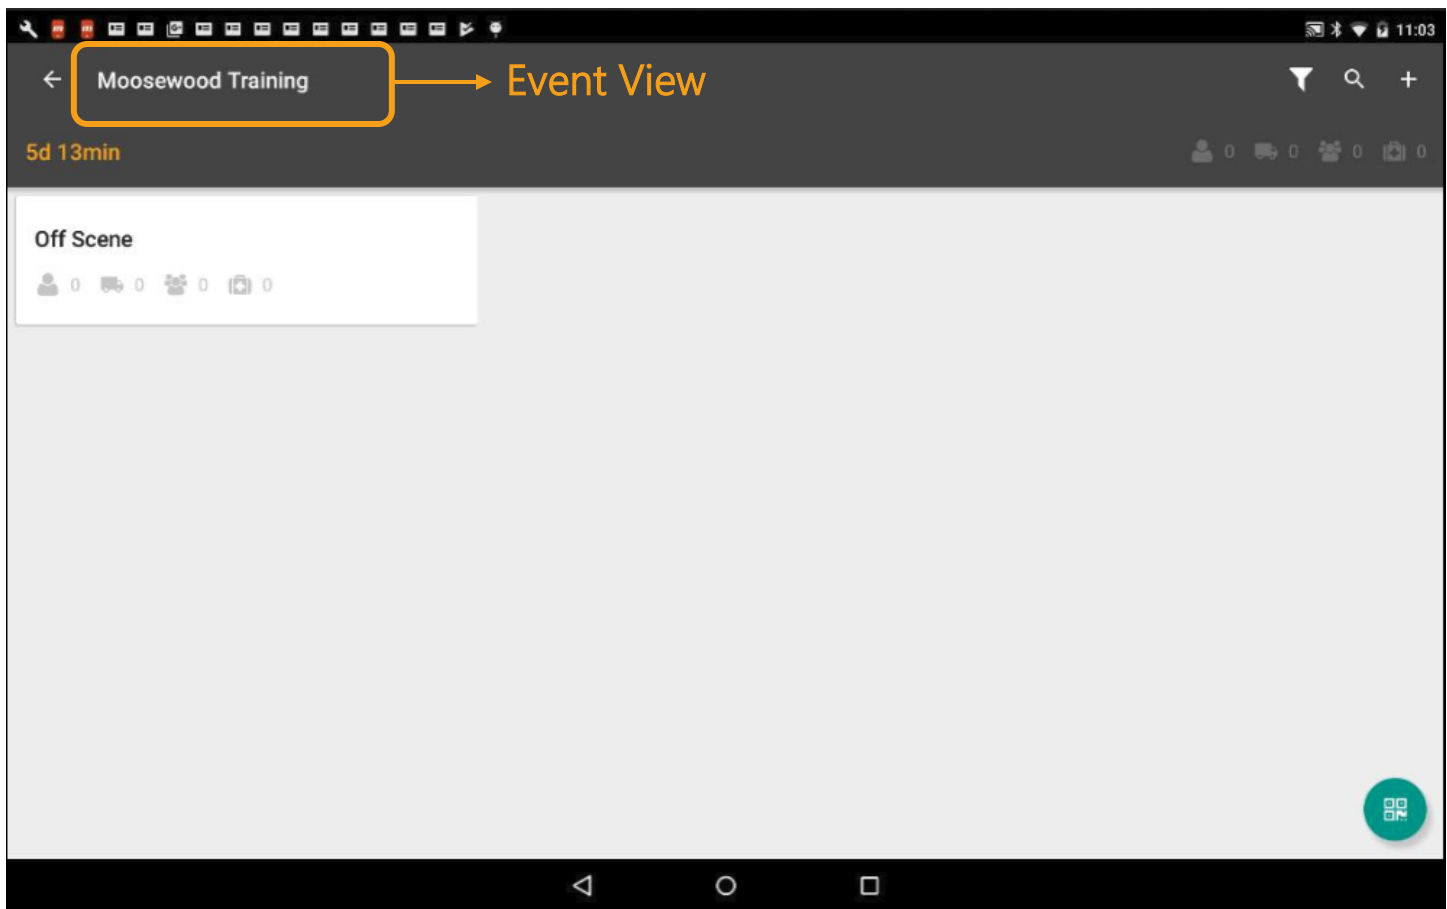 11:03
Moosewood Training
Event View
5d 13min
0 0 0 0
Off Scene
0 0 0 0